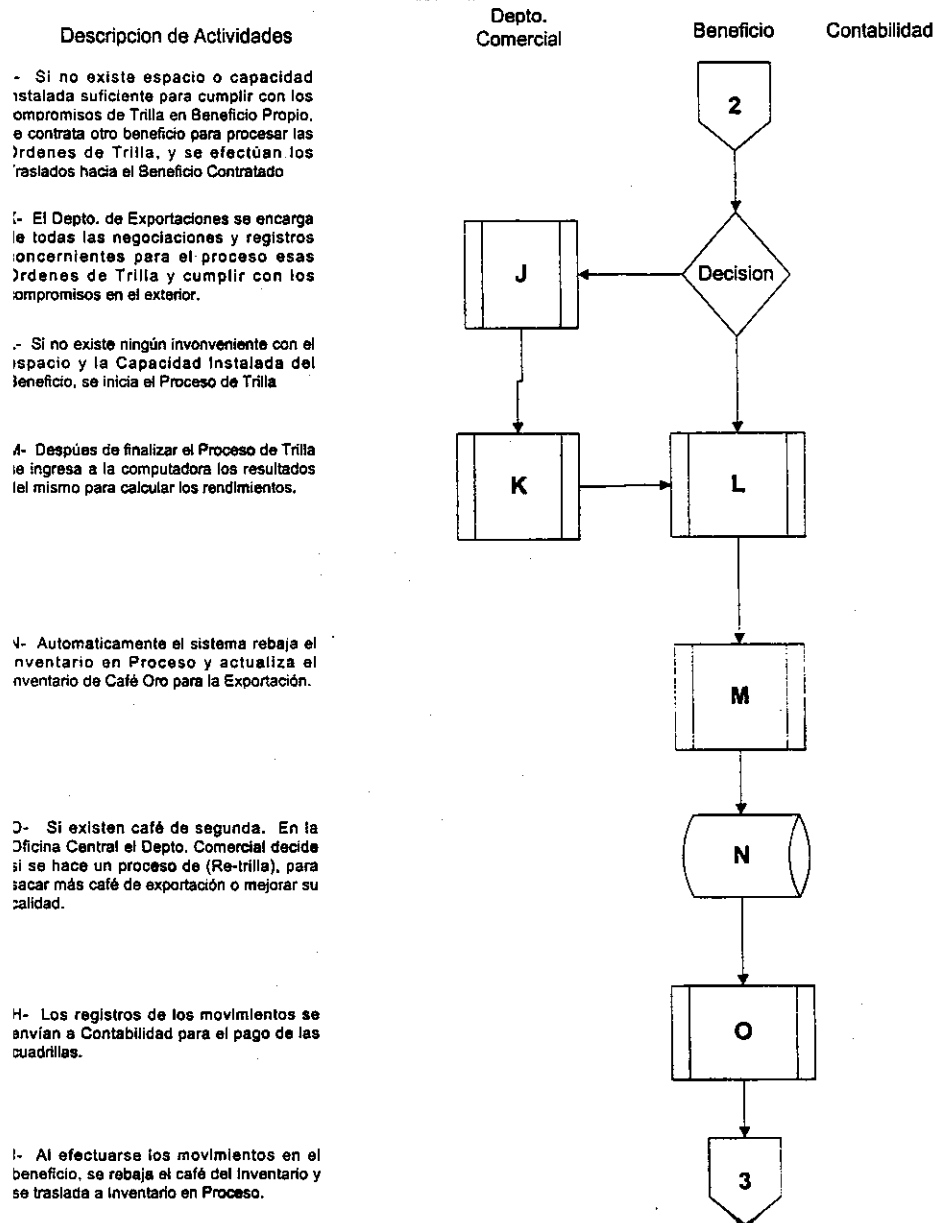 Descripcion de Actividades
Depto.
Comercial
Beneficio
Contabilidad
- Si no existe espacio o capacidad
nstalada suficiente para cumplir con los
ompromisos de Trilla en Beneficio Propio,
e contrata otro beneficio para procesar las
Ordenes de Trilla, y se efectúan los
Traslados hacia el Beneficio Contratado
- El Depto. de Exportaciones se encarga
de todas las negociaciones y registros
concernientes para el proceso esas
Ordenes de Trilla y cumplir con los
compromisos en el exterior.
.- Si no existe ningún invonveniente con el
espacio y la Capacidad Instalada del
Beneficio, se inicia el Proceso de Trilla
M- Despúes de finalizar el Proceso de Trilla
se ingresa a la computadora los resultados
del mismo para calcular los rendimientos.
N- Automaticamente el sistema rebaja el
nventario en Proceso y actualiza el
nventario de Café Oro para la Exportación.
O- Si existen café de segunda. En la
Oficina Central el Depto. Comercial decide
si se hace un proceso de (Re-trilla), para
sacar más café de exportación o mejorar su
calidad.
H- Los registros de los movimientos se
envían a Contabilidad para el pago de las
cuadrillas.
I- Al efectuarse los movimientos en el
beneficio, se rebaja el café del Inventario y
se traslada a Inventario en Proceso.
2
Decision
J
K
L
M
N
O
3